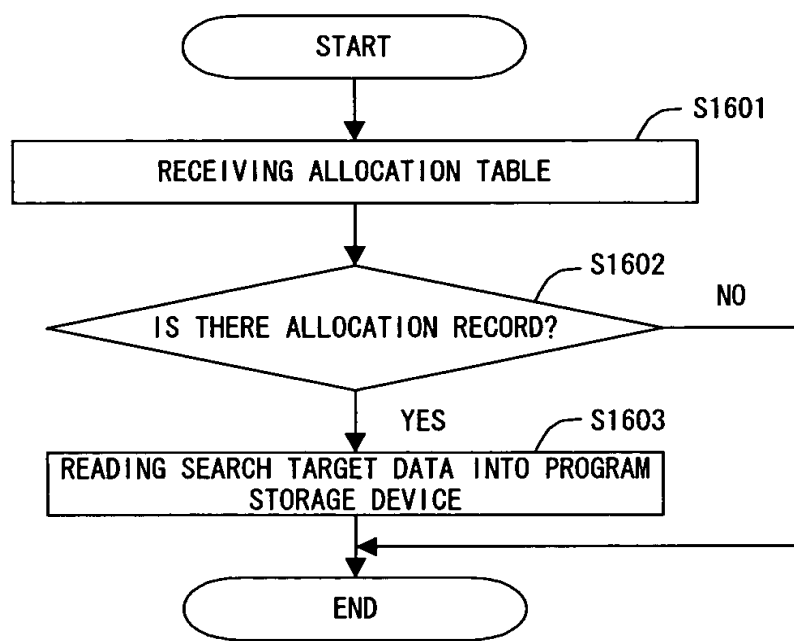 START
S1601
RECEIVING ALLOCATION TABLE
S1602
IS THERE ALLOCATION RECORD?
NO
YES
S1603
READING SEARCH TARGET DATA INTO PROGRAM
STORAGE DEVICE
END